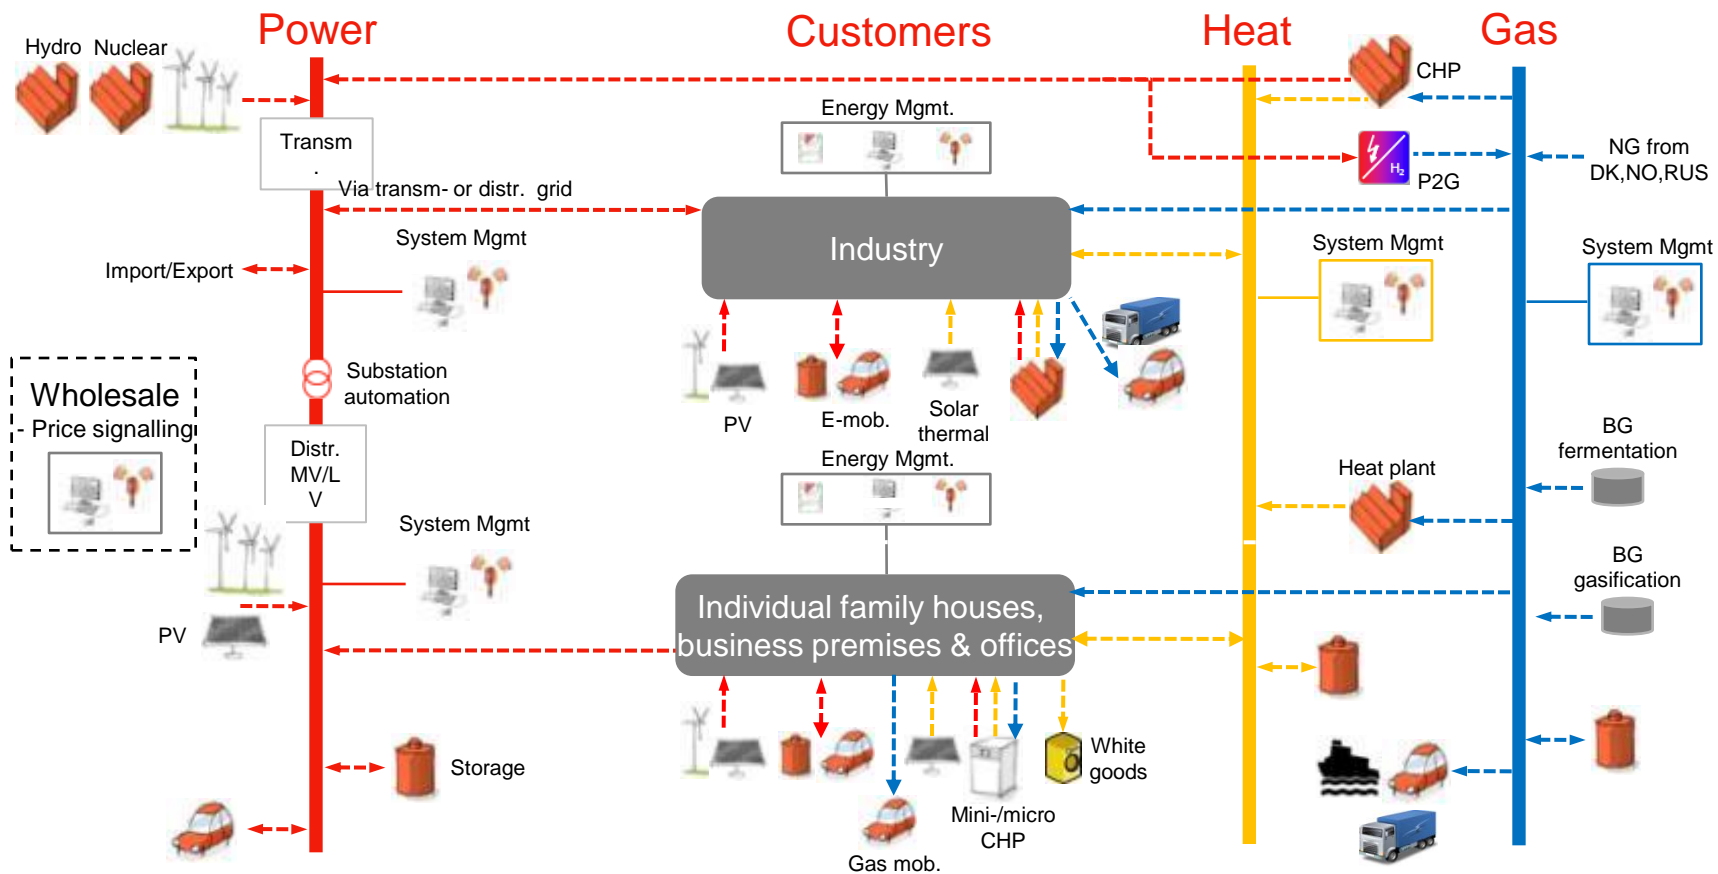 Power
Customers
Heat
Gas
Hydro
Nuclear
CHP
Energy Mgmt.
Transm
.
H2
P2G
NG from
DK,NO,RUS
Via transm- or distr. grid
System Mgmt
Industry
System Mgmt
System Mgmt
Import/Export
Substation
automation
Wholesale
- Price signalling
PV
E-mob.
Solar
thermal
Distr.
MV/L
V
Energy Mgmt.
Heat plant
BG
fermentation
System Mgmt
BG
gasification
Individual family houses,
business premises & offices
PV
Storage
White
goods
Mini-/micro
CHP
Gas mob.